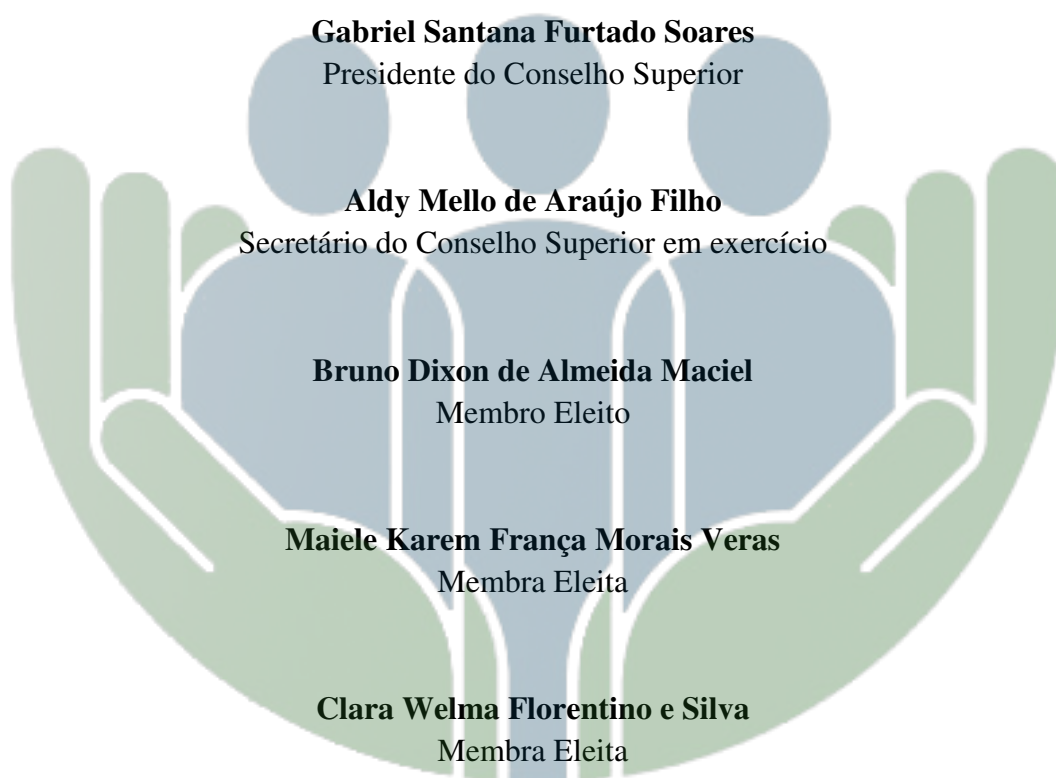 Gabriel Santana Furtado Soares
Presidente do Conselho Superior
Aldy Mello de Araújo Filho
Secretário do Conselho Superior em exercício
Bruno Dixon de Almeida Maciel
Membro Eleito
Maiele Karem França Morais Veras
Membra Eleita
Clara Welma Florentino e Silva
Membra Eleita